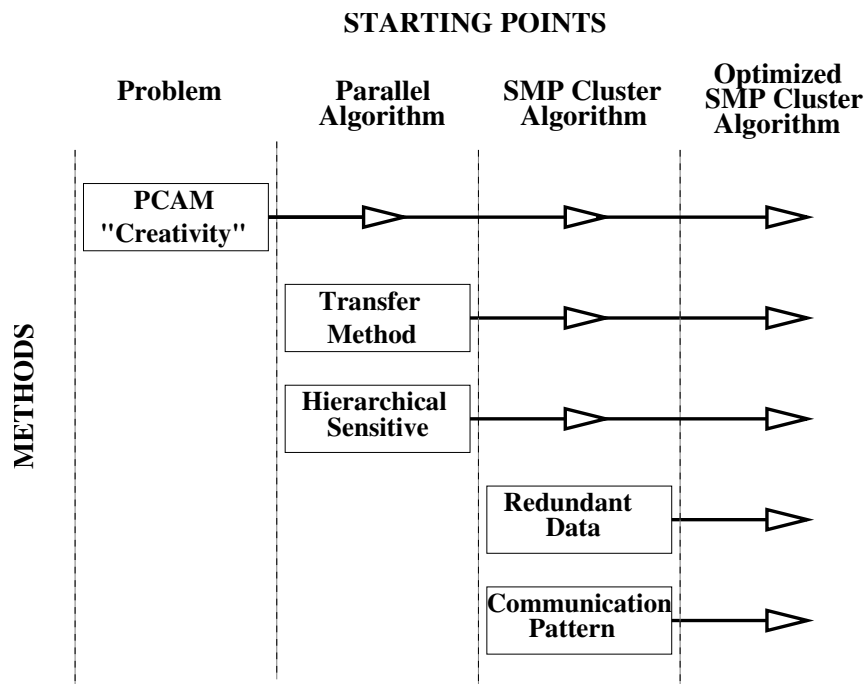 STARTING POINTS
Problem
Parallel
Algorithm
SMP Cluster
Algorithm
Optimized
SMP Cluster
Algorithm
METHODS
PCAM
"Creativity"
Transfer
Method
Hierarchical
Sensitive
Redundant
Data
Communication
Pattern